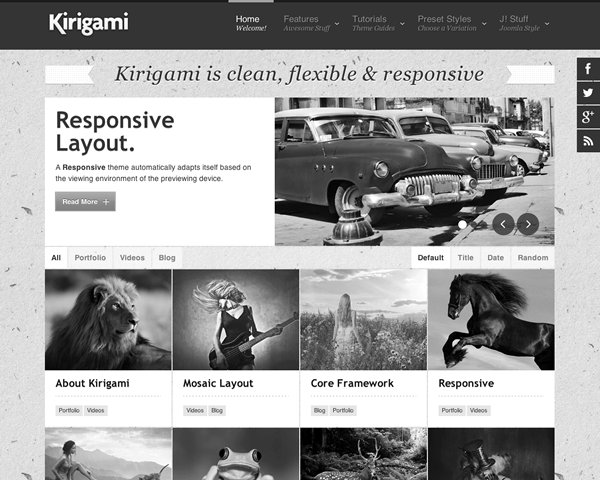 Kirigami
Home Features Tutorials Preset Styles J! Stuff
Welcome! Awesome Stuff Theme Guides Choose a Variation Joomla Style
Kirigami is clean, flexible & responsive
Responsive
Layout.
A Responsive theme automatically adapts itself based on
the viewing environment of the previewing device.
Read More +
All Portfolio Videos Blog Default Title Date Random
About Kirigami Mosaic Layout Core Framework Responsive
Portfolio Videos Videos Blog Blog Portfolio Portfolio Videos